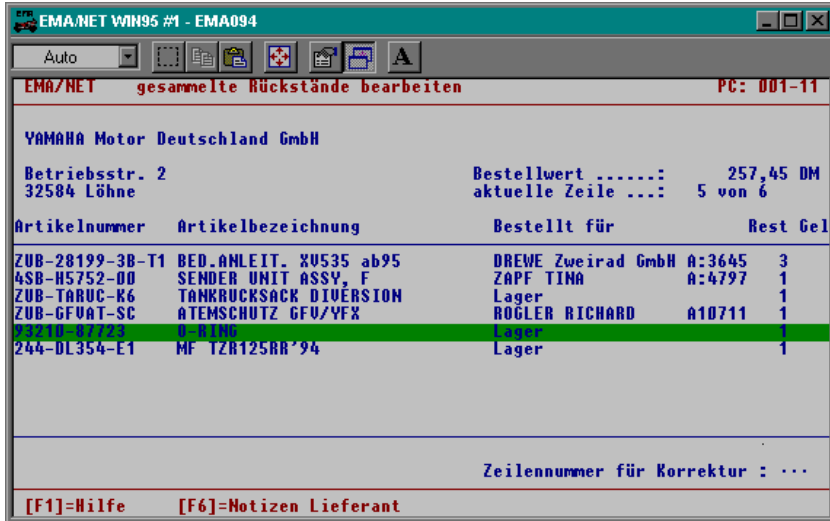 EMA/NET WIN95 #1 - EMA094
Auto
A
EMA/NET gesammelte Rückstände bearbeiten PC: 001-11
YAMAHA Motor Deutschland GmbH
Betriebsstr. 2 Bestellwert ......: 257,45 DM
32584 Löhne aktuelle Zeile ...: 5 von 6
Artikelnummer Artikelbezeichnung Bestellt für Rest Gel
ZUB-28199-3B-T1 BED.ANLEIT. XV535 ab95 DREWE Zweirad GmbH A:3645 3
4SB-H5752-00 SENDER UNIT ASSY, F ZAPF TINA A:4797 1
ZUB-TARUC-K6 TANKRUCKSACK DIVERSION Lager 1
ZUB-GFVAT-SC ATEMSCHUTZ GFV/YFX ROGLER RICHARD A10711 1
93210-87723 O-RING Lager 1
244-DL354-E1 MF TZR125RR'94 Lager 1
Zeilennummer für Korrektur : ...
[F1]=Hilfe [F6]=Notizen Lieferant